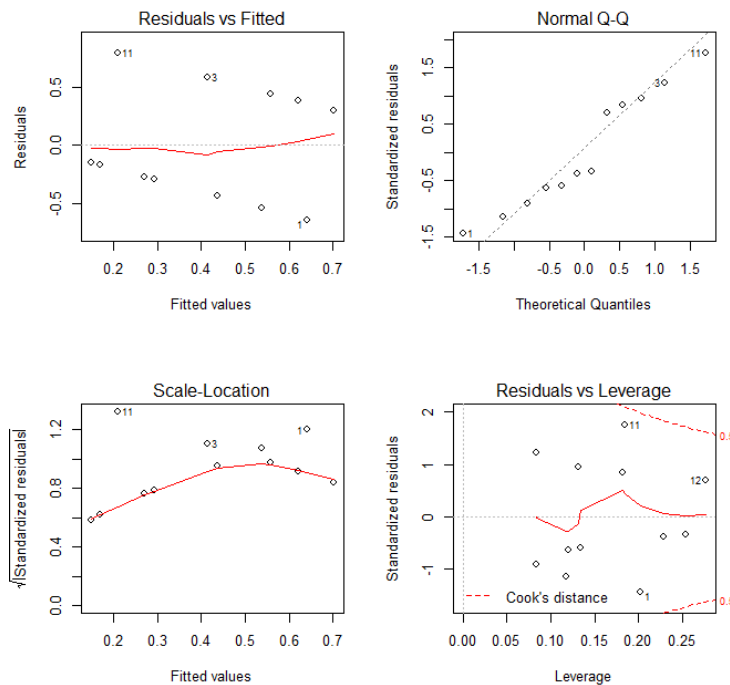 Residuals vs Fitted
Residuals
-0.5 0.0 0.5
11
3
1
0.2 0.3 0.4 0.5 0.6 0.7
Fitted values
Normal Q-Q
Standardized residuals
-1.5 -0.5 0.5 1.5
11
3
1
-1.5 -0.5 0.0 0.5 1.0 1.5
Theoretical Quantiles
Scale-Location
√|Standardized residuals|
0.0 0.4 0.8 1.2
11
3
1
0.2 0.3 0.4 0.5 0.6 0.7
Fitted values
Residuals vs Leverage
Standardized residuals
-1 0 1 2
11
12
1
Cook's distance
0.00 0.05 0.10 0.15 0.20 0.25
Leverage